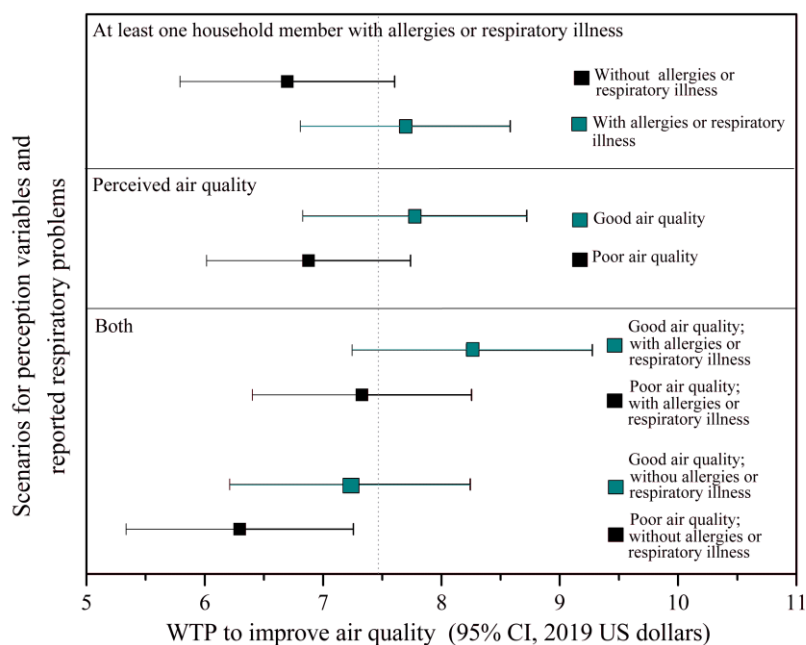 Scenarios for perception variables and
reported respiratory problems
At least one household member with allergies or respiratory illness
Without allergies or
respiratory illness
With allergies or respiratory
illness
Perceived air quality
Good air quality
Poor air quality
Both
Good air quality;
with allergies or
respiratory illness
Poor air quality;
with allergies or
respiratory illness
Good air quality;
withou allergies or
respiratory illness
Poor air quality;
without allergies or
respiratory illness
5 6 7 8 9 10 11
WTP to improve air quality (95% CI, 2019 US dollars)